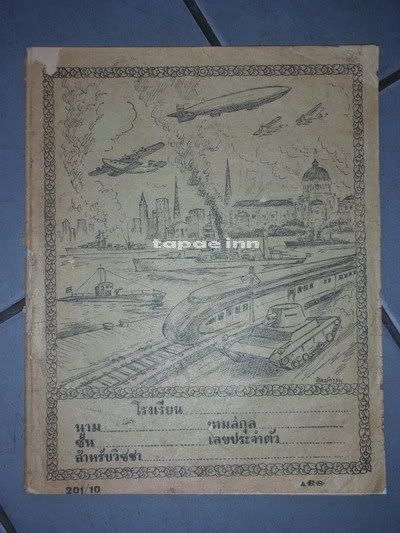 tapae inn
โรงเรียน
นาม นามสกุล
ชั้น เลขประจำตัว
สำหรับวิชชา
201/10